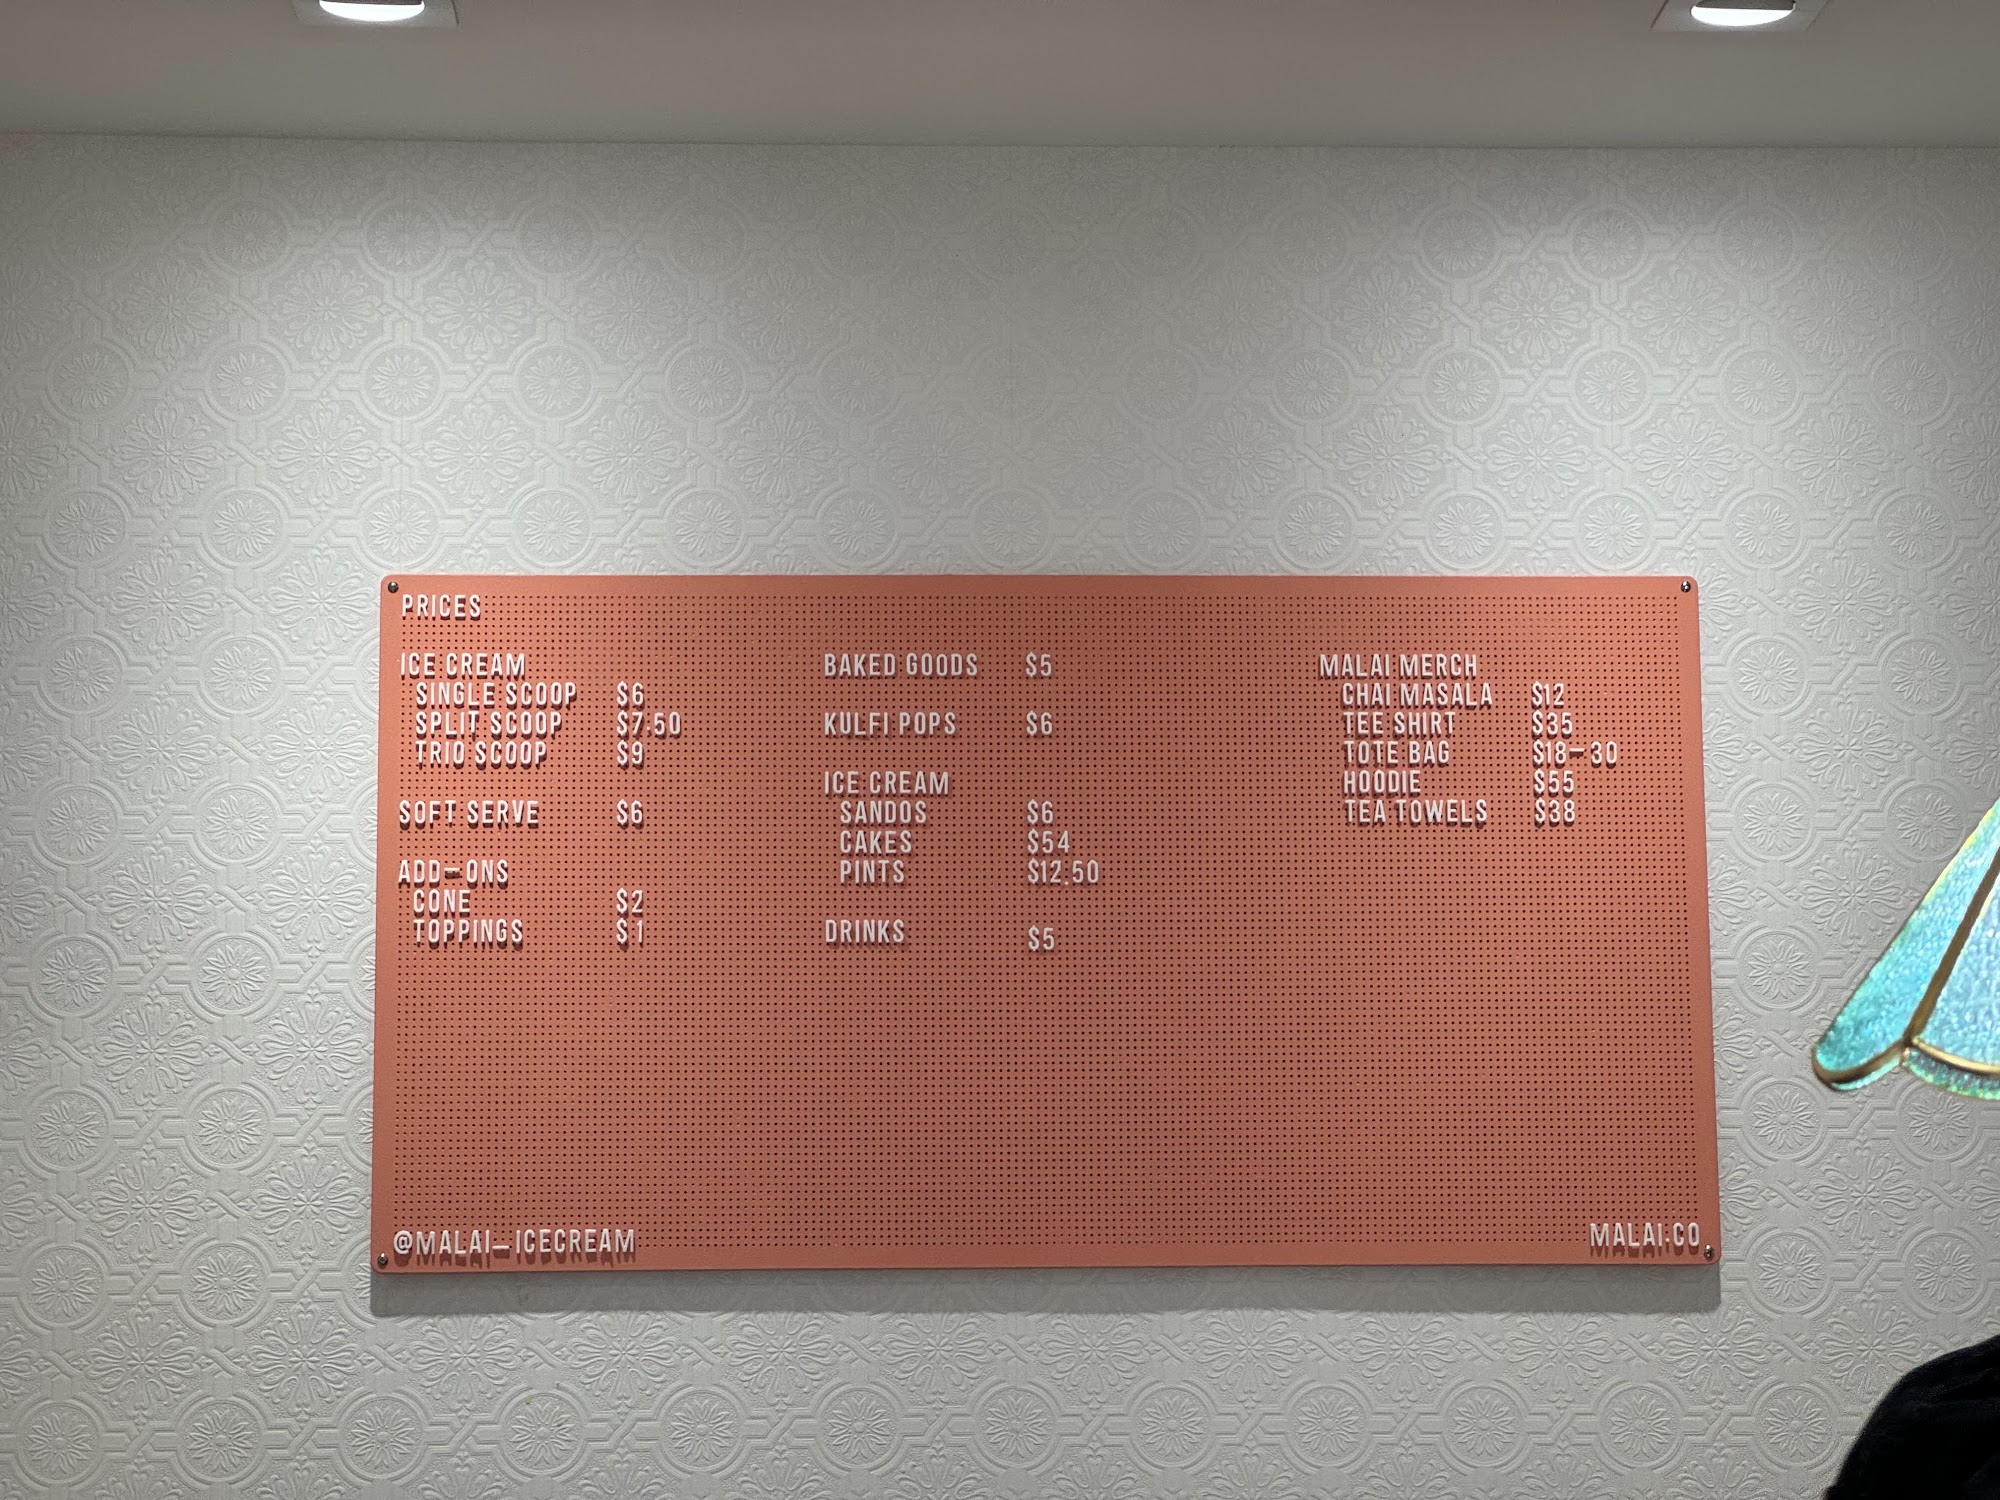 PRICES
ICE CREAM
SINGLE SCOOP $6
SPLIT SCOOP $7.50
TRIO SCOOP $9
SOFT SERVE $6
ADD-ONS
CONE $2
TOPPINGS $1
BAKED GOODS $5
KULFI POPS $6
ICE CREAM
SANDOS $6
CAKES $54
PINTS $12.50
DRINKS $5
MALAI MERCH
CHAI MASALA $12
TEE SHIRT $35
TOTE BAG $18-30
HOODIE $55
TEA TOWELS $38
@MALAI_ICECREAM
MALAI.CO